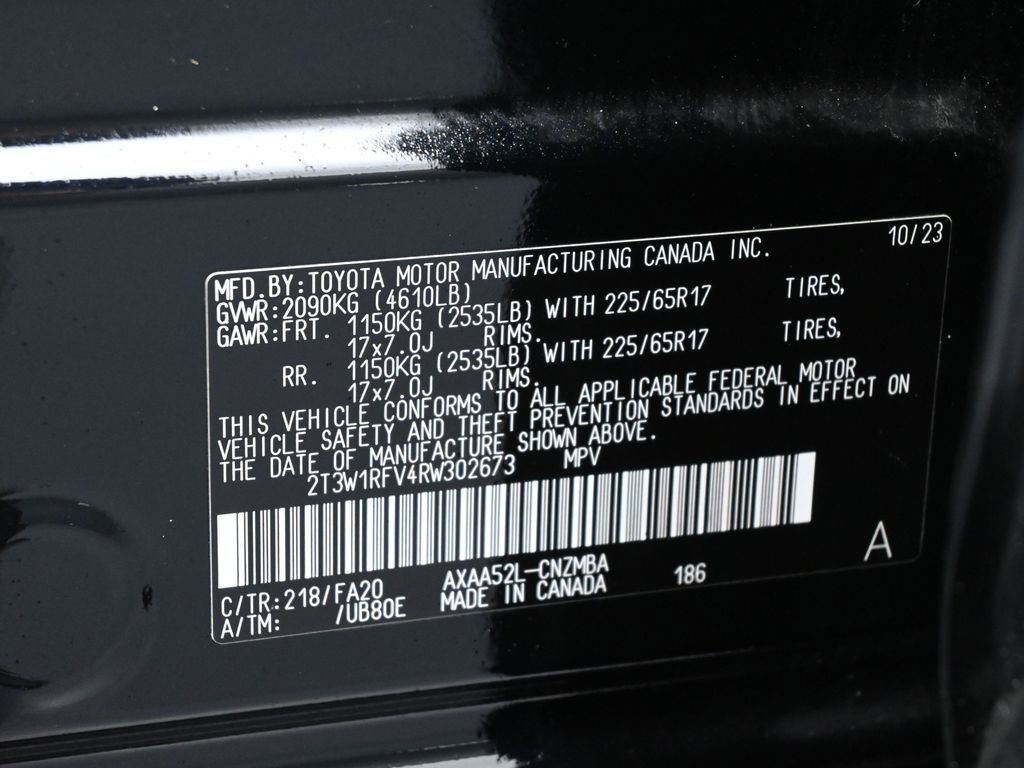 10/23
MFD.BY:TOYOTA MOTOR MANUFACTURING CANADA INC.
GVWR:2090KG (4610LB)
GAWR:FRT. 1150KG (2535LB) WITH 225/65R17 TIRES,
17x7.0J RIMS.
RR. 1150KG (2535LB) WITH 225/65R17 TIRES,
17x7.0J RIMS.
THIS VEHICLE CONFORMS TO ALL APPLICABLE FEDERAL MOTOR
VEHICLE SAFETY AND THEFT PREVENTION STANDARDS IN EFFECT ON
THE DATE OF MANUFACTURE SHOWN ABOVE.
2T3W1RFV4RW302673 MPV
A
C/TR:218/FA20 AXAA52L-CNZMBA 186
A/TM: /UB80E MADE IN CANADA